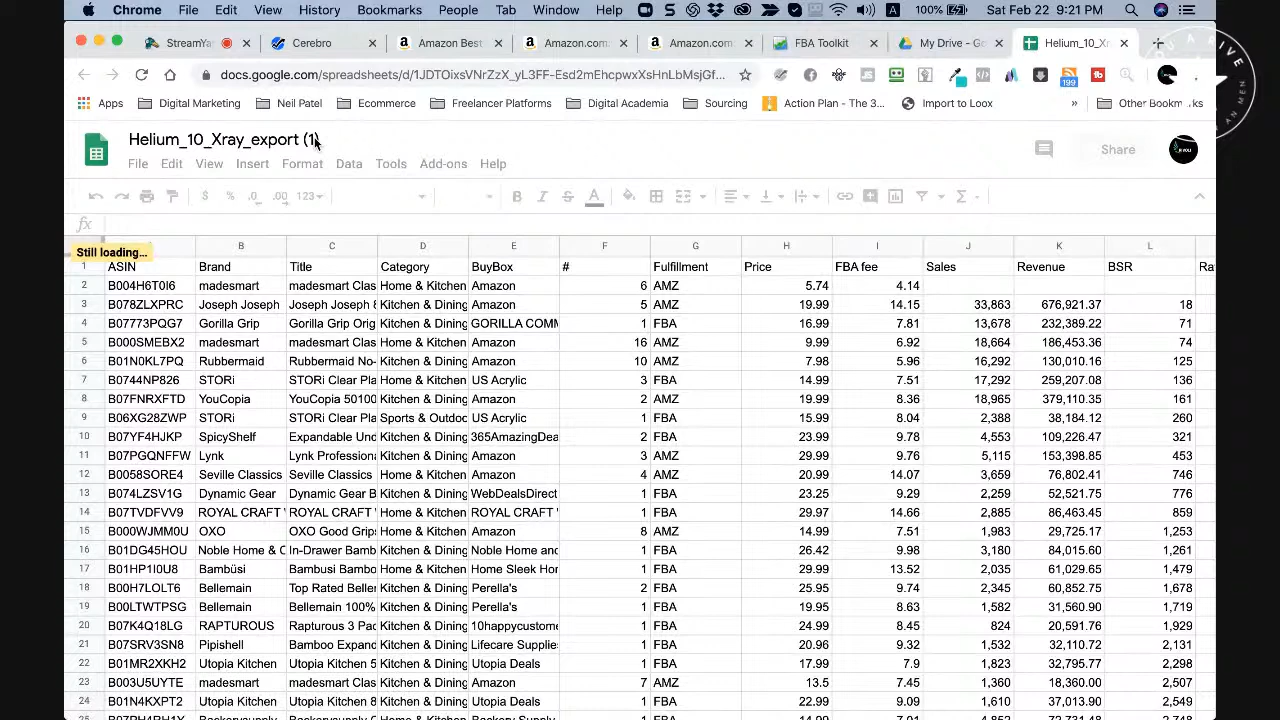 Chrome File Edit View History Bookmarks People Tab Window Help 100% Sat Feb 22 9:21 PM
StreamYa Cerebro Amazon Best Amazon.com Amazon.com FBA Toolkit My Drive - Go Helium_10_Xr
docs.google.com/spreadsheets/d/1JDTOixsVNrZzX_yL3FF-Esd2mEhcpwxXsHnLbMsjGf...
199
Apps Digital Marketing Neil Patel Ecommerce Freelancer Platforms Digital Academia Sourcing Action Plan - The 3... Import to Loox » Other Bookmarks
Helium_10_Xray_export (1)
File Edit View Insert Format Data Tools Add-ons Help
Share
$ % .0 .00 123 B I S A
fx
Still loading...
B C D E F G H I J K L
1 ASIN Brand Title Category BuyBox # Fulfillment Price FBA fee Sales Revenue BSR Ra
2 B004H6T0I6 madesmart madesmart Clas Home & Kitchen Amazon 6 AMZ 5.74 4.14
3 B078ZLXPRC Joseph Joseph Joseph Joseph Kitchen & Dining Amazon 5 AMZ 19.99 14.15 33,863 676,921.37 18
4 B07773PQG7 Gorilla Grip Gorilla Grip Orig Kitchen & Dining GORILLA COMM 1 FBA 16.99 7.81 13,678 232,389.22 71
5 B000SMEBX2 madesmart madesmart Clas Home & Kitchen Amazon 16 AMZ 9.99 6.92 18,664 186,453.36 74
6 B01N0KL7PQ Rubbermaid Rubbermaid No- Kitchen & Dining Amazon 10 AMZ 7.98 5.96 16,292 130,010.16 125
7 B0744NP826 STORi STORi Clear Pla Home & Kitchen US Acrylic 3 FBA 14.99 7.51 17,292 259,207.08 136
8 B07FNRXFTD YouCopia YouCopia 50100 Kitchen & Dining Amazon 2 AMZ 19.99 8.36 18,965 379,110.35 161
9 B06XG28ZWP STORi STORi Clear Pla Sports & Outdoo US Acrylic 1 FBA 15.99 8.04 2,388 38,184.12 260
10 B07YF4HJKP SpicyShelf Expandable Und Kitchen & Dining 365AmazingDea 2 FBA 23.99 9.78 4,553 109,226.47 321
11 B07PGQNFFW Lynk Lynk Professiona Kitchen & Dining Amazon 3 AMZ 29.99 9.76 5,115 153,398.85 453
12 B0058SORE4 Seville Classics Seville Classics Home & Kitchen Amazon 4 AMZ 20.99 14.07 3,659 76,802.41 746
13 B074LZSV1G Dynamic Gear Dynamic Gear B Kitchen & Dining WebDealsDirect 1 FBA 23.25 9.29 2,259 52,521.75 776
14 B07TVDFVV9 ROYAL CRAFT ROYAL CRAFT Kitchen & Dining ROYAL CRAFT 1 FBA 29.97 14.66 2,885 86,463.45 859
15 B000WJMM0U OXO OXO Good Grips Kitchen & Dining Amazon 8 AMZ 14.99 7.51 1,983 29,725.17 1,253
16 B01DG45HOU Noble Home & C In-Drawer Bamb Kitchen & Dining Noble Home and 1 FBA 26.42 9.98 3,180 84,015.60 1,261
17 B01HP1I0U8 Bambüsi Bambusi Bambo Kitchen & Dining Home Sleek Hor 1 FBA 29.99 13.52 2,035 61,029.65 1,479
18 B00H7LOLT6 Bellemain Top Rated Beller Kitchen & Dining Perella's 2 FBA 25.95 9.74 2,345 60,852.75 1,678
19 B00LTWTPSG Bellemain Bellemain 100% Kitchen & Dining Perella's 1 FBA 19.95 8.63 1,582 31,560.90 1,719
20 B07K4Q18LG RAPTUROUS Rapturous 3 Pac Kitchen & Dining 10happycustome 1 FBA 24.99 8.45 824 20,591.76 1,929
21 B07SRV3SN8 Pipishell Bamboo Expand Kitchen & Dining Lifecare Supplie 1 FBA 20.96 9.32 1,532 32,110.72 2,131
22 B01MR2XKH2 Utopia Kitchen Utopia Kitchen 5 Kitchen & Dining Utopia Deals 1 FBA 17.99 7.9 1,823 32,795.77 2,298
23 B003U5UYTE madesmart madesmart Clas Kitchen & Dining Amazon 7 AMZ 13.5 7.45 1,360 18,360.00 2,507
24 B01N4KXPT2 Utopia Kitchen Utopia Kitchen 8 Kitchen & Dining Utopia Deals 1 FBA 22.99 9.09 1,610 37,013.90 2,549